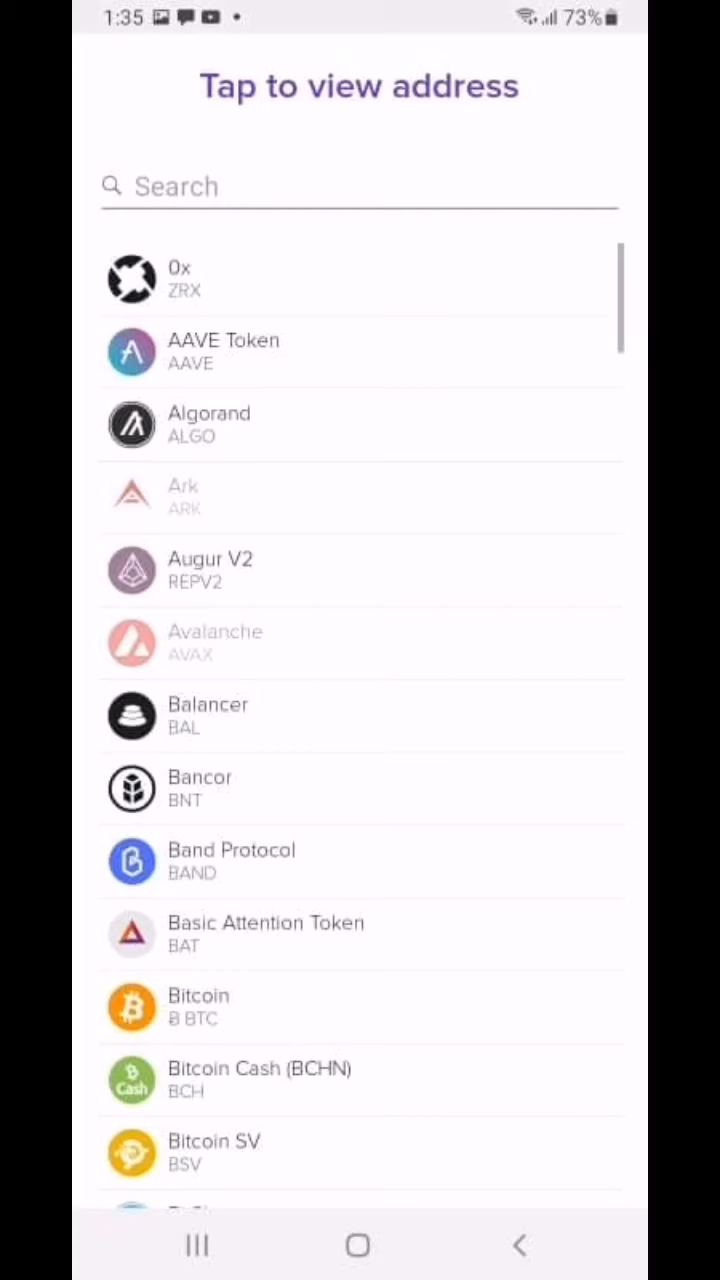 1:35
73%
Tap to view address
Search
0x
ZRX
AAVE Token
AAVE
Algorand
ALGO
Ark
ARK
Augur V2
REPV2
Avalanche
AVAX
Balancer
BAL
Bancor
BNT
Band Protocol
BAND
Basic Attention Token
BAT
Bitcoin
Ƀ BTC
Bitcoin Cash (BCHN)
Cash
BCH
Bitcoin SV
BSV